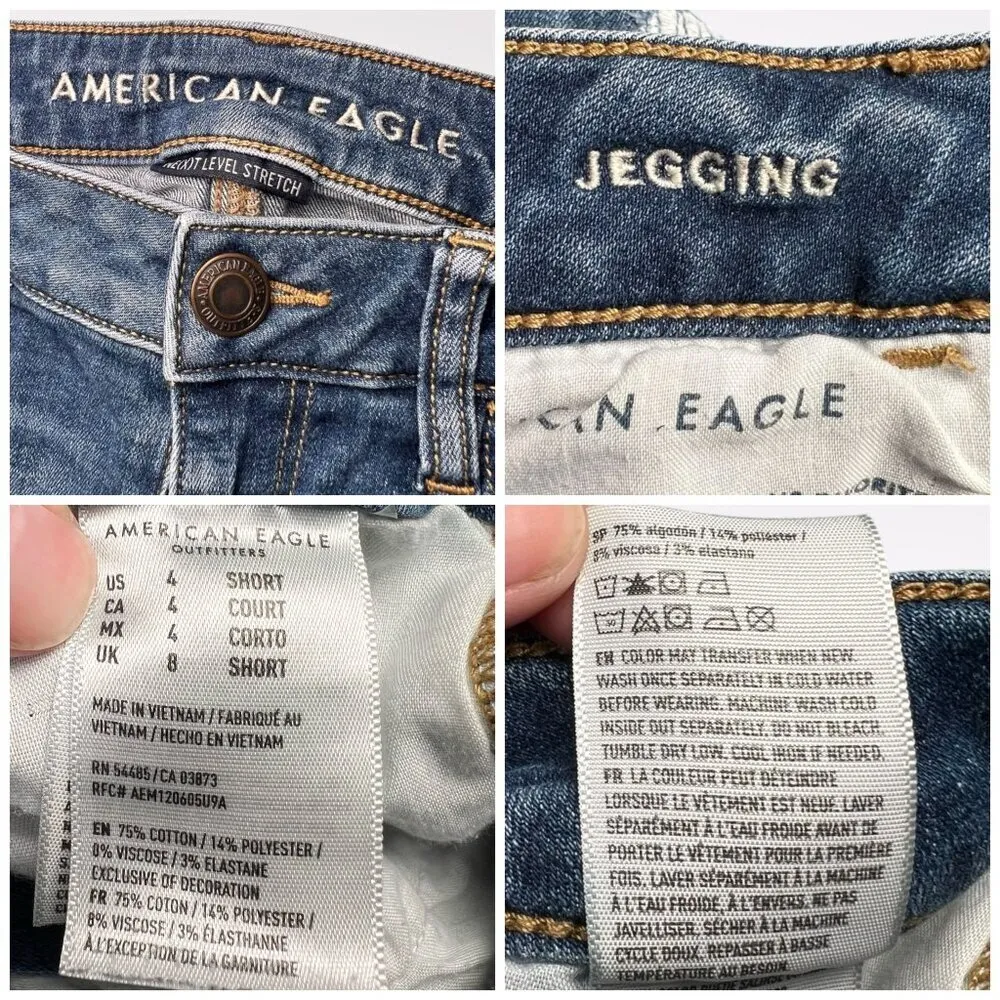 AMERICAN EAGLE
NEXT LEVEL STRETCH
AMERICAN EAGLE
OUTFITTERS
JEGGING
EAGLE
AMERICAN EAGLE
OUTFITTERS
US 4 SHORT
CA 4 COURT
MX 4 CORTO
UK 8 SHORT
MADE IN VIETNAM / FABRIQUÉ AU
VIETNAM / HECHO EN VIETNAM
RN 54485 / CA 03873
RFC# AEM120605U9A
EN 75% COTTON / 14% POLYESTER /
8% VISCOSE / 3% ELASTANE
EXCLUSIVE OF DECORATION
FR 75% COTON / 14% POLYESTER /
8% VISCOSE / 3% ÉLASTHANNE
À L'EXCEPTION DE LA GARNITURE
SP 75% algodón / 14% poliéster /
8% viscosa / 3% elastano
30
EN COLOR MAY TRANSFER WHEN NEW.
WASH ONCE SEPARATELY IN COLD WATER
BEFORE WEARING. MACHINE WASH COLD
INSIDE OUT SEPARATELY. DO NOT BLEACH.
TUMBLE DRY LOW. COOL IRON IF NEEDED.
FR LA COULEUR PEUT DÉTEINDRE
LORSQUE LE VÊTEMENT EST NEUF. LAVER
SÉPARÉMENT À L'EAU FROIDE AVANT DE
PORTER LE VÊTEMENT POUR LA PREMIÈRE
FOIS. LAVER SÉPARÉMENT À LA MACHINE
À L'EAU FROIDE, À L'ENVERS. NE PAS
JAVELLISER. SÉCHER À LA MACHINE
CYCLE DOUX. REPASSER À BASSE
TEMPÉRATURE AU BESOIN.